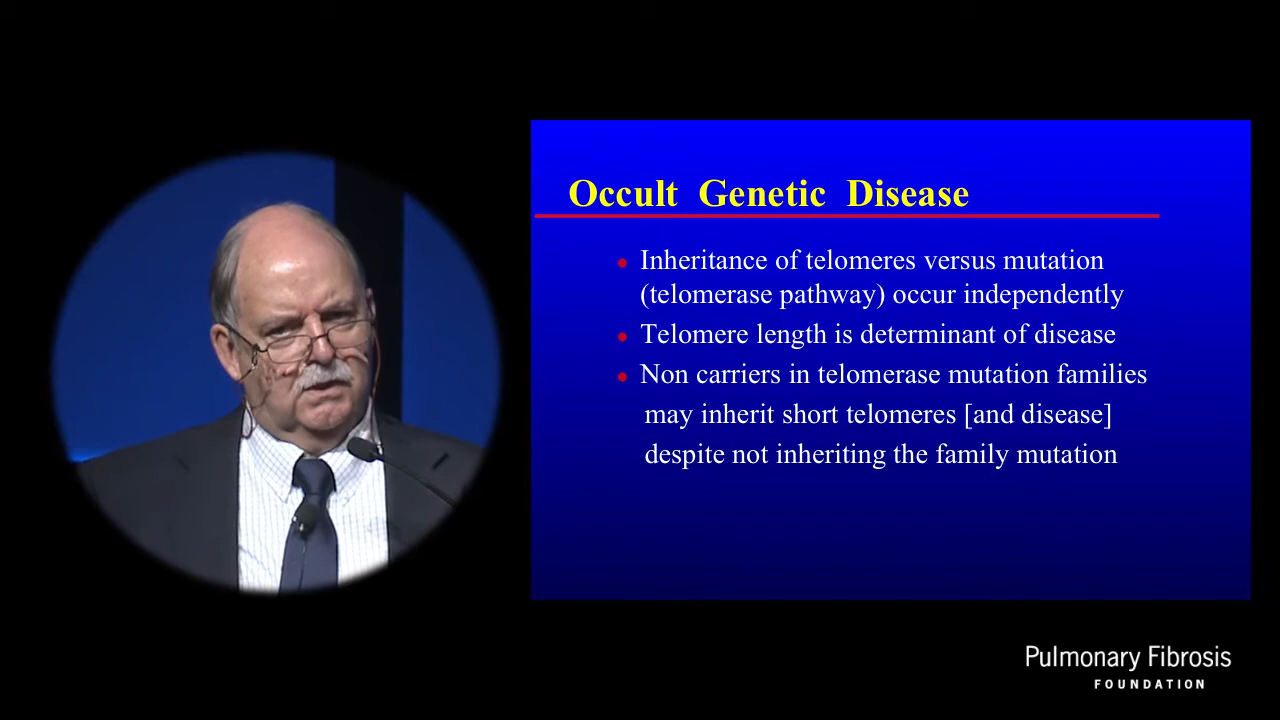 Occult Genetic Disease
Inheritance of telomeres versus mutation
(telomerase pathway) occur independently
Telomere length is determinant of disease
Non carriers in telomerase mutation families
may inherit short telomeres [and disease]
despite not inheriting the family mutation
Pulmonary Fibrosis
FOUNDATION